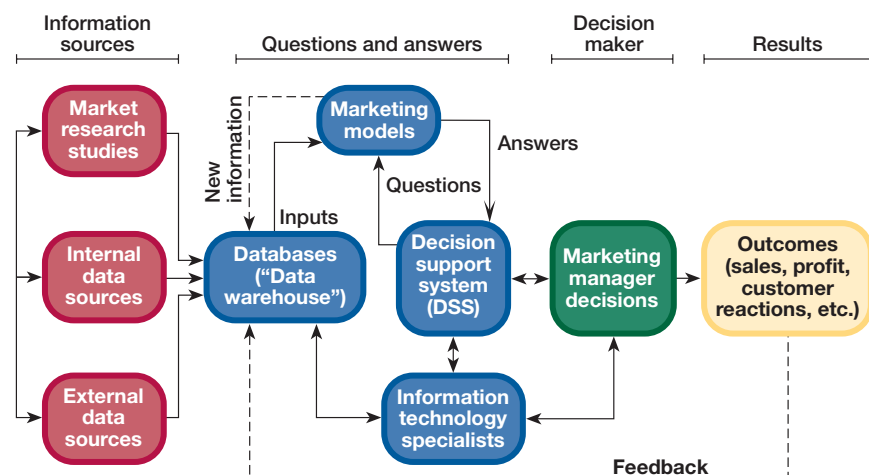 Information
sources
Questions and answers
Decision
maker
Results
Market
research
studies
New
information
Marketing
models
Answers
Questions
Inputs
Internal
data
sources
Databases
(“Data
warehouse”)
Decision
support
system
(DSS)
Marketing
manager
decisions
Outcomes
(sales, profit,
customer
reactions, etc.)
External
data
sources
Information
technology
specialists
Feedback